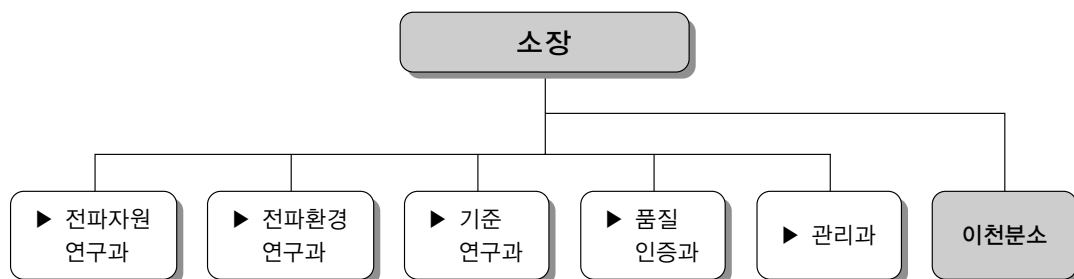 소장
▶ 전파자원
연구과
▶ 전파환경
연구과
▶ 기준
연구과
▶ 품질
인증과
▶ 관리과
이천분소